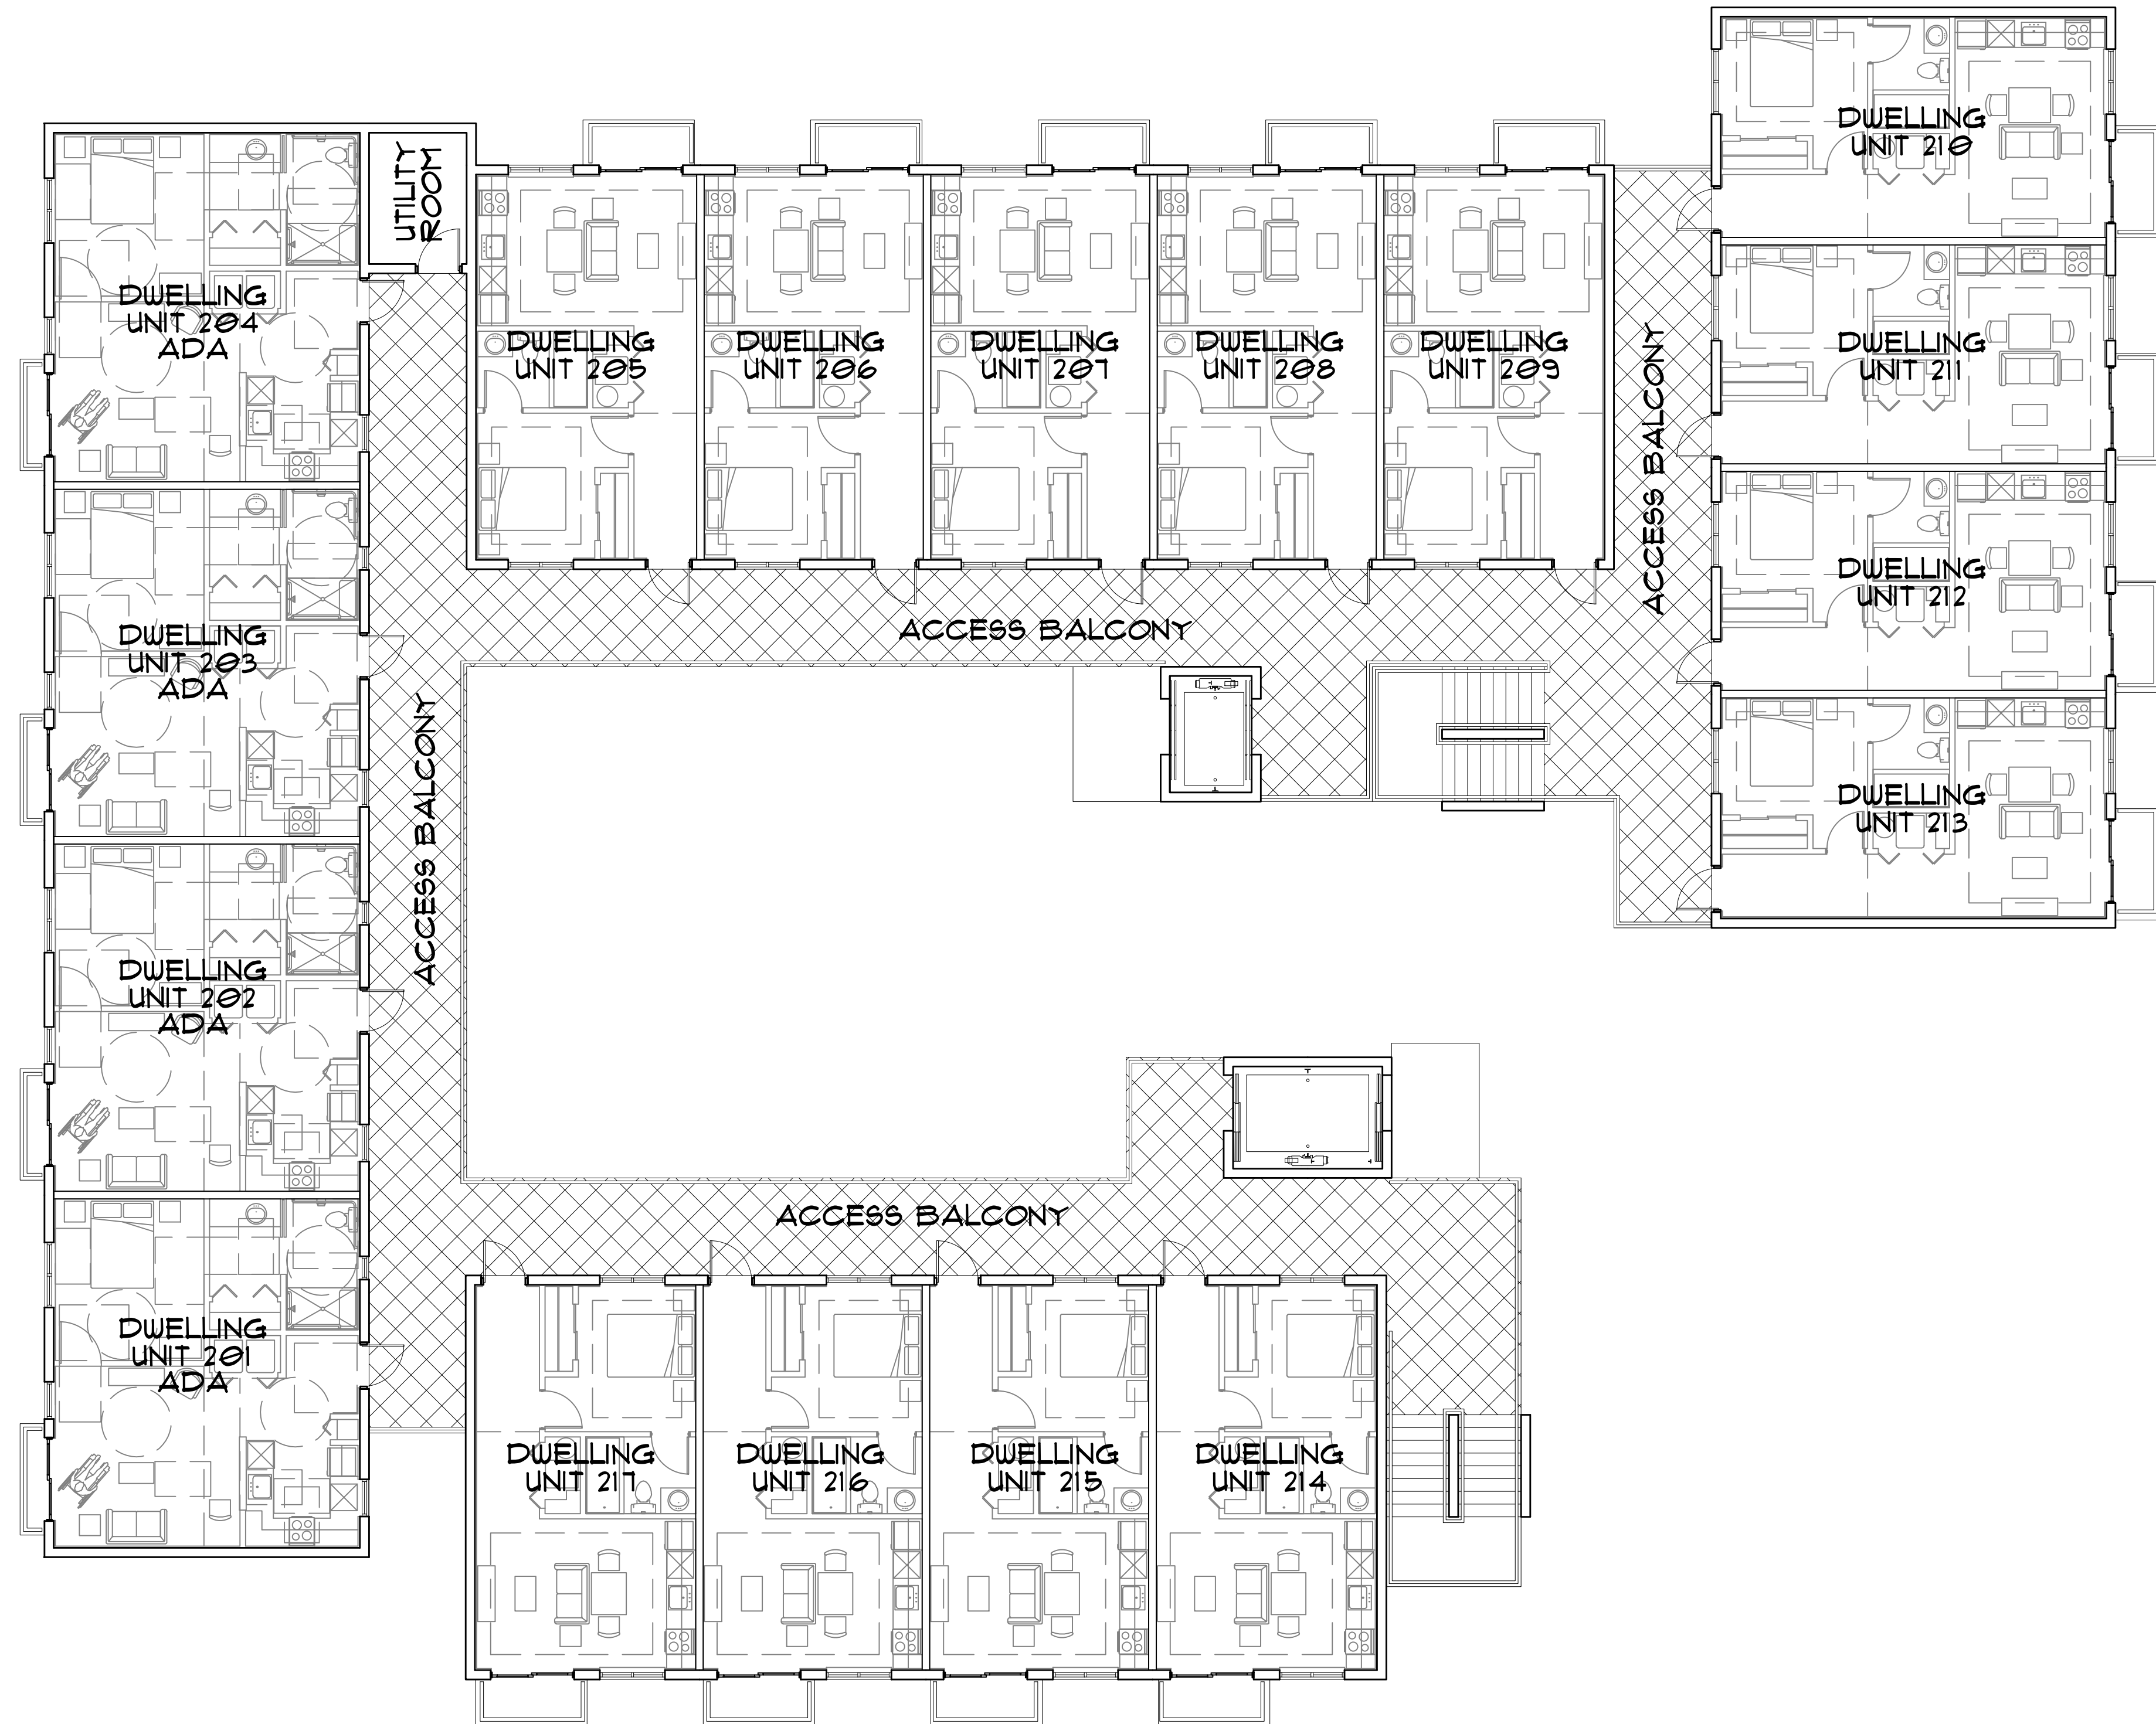 DWELLING
UNIT 210
UTILITY
ROOM
DWELLING
UNIT 204
ADA
DWELLING
UNIT 205
DWELLING
UNIT 206
DWELLING
UNIT 207
DWELLING
UNIT 208
DWELLING
UNIT 209
ACCESS BALCONY
DWELLING
UNIT 211
DWELLING
UNIT 203
ADA
ACCESS BALCONY
DWELLING
UNIT 212
ACCESS BALCONY
DWELLING
UNIT 213
DWELLING
UNIT 202
ADA
ACCESS BALCONY
DWELLING
UNIT 201
ADA
DWELLING
UNIT 217
DWELLING
UNIT 216
DWELLING
UNIT 215
DWELLING
UNIT 214